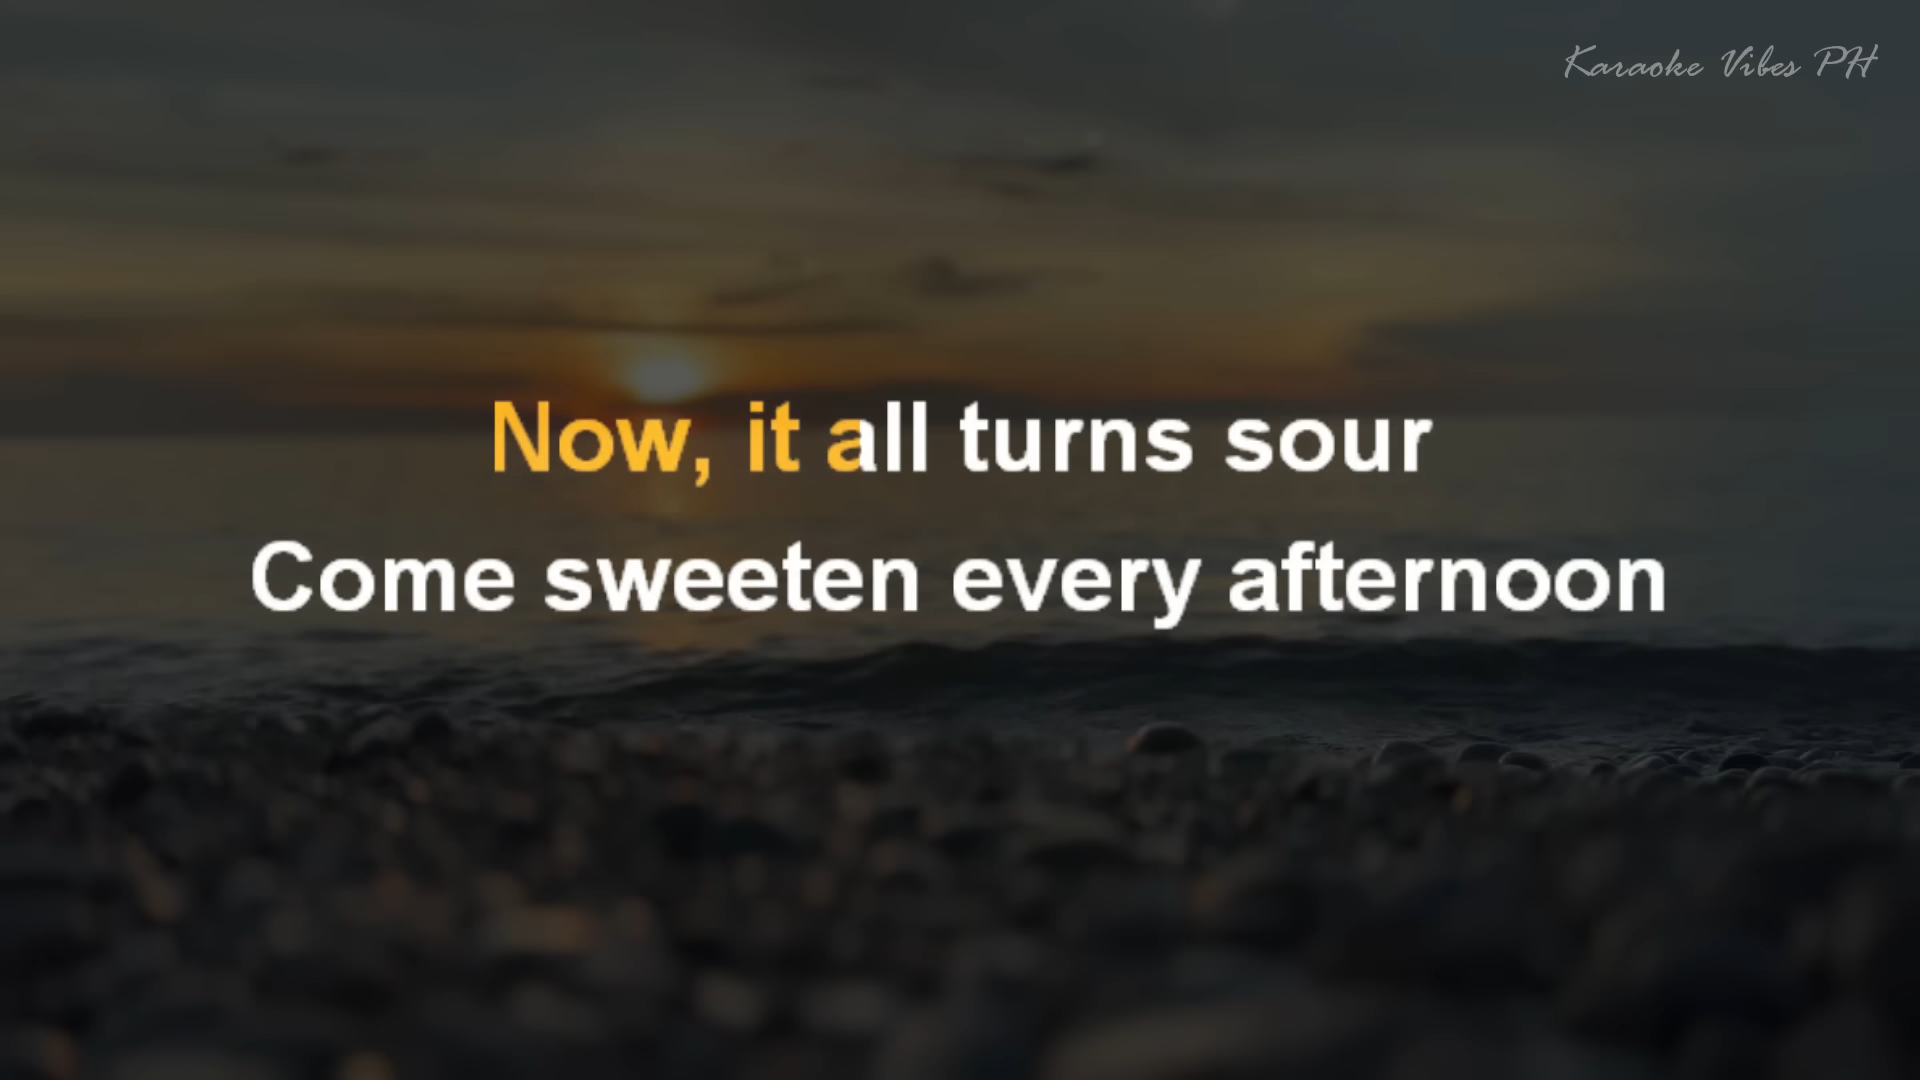 Karaoke Vibes PH
Now, it all turns sour
Come sweeten every afternoon